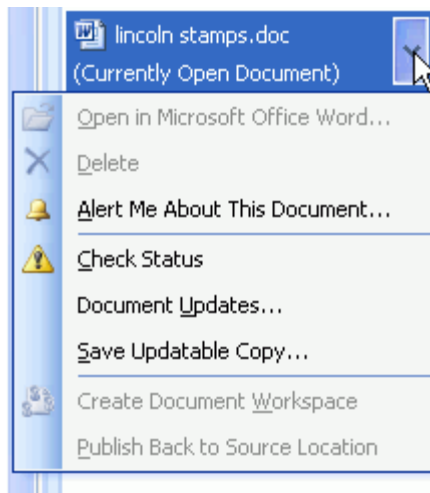 lincoln stamps.doc
(Currently Open Document)
Open in Microsoft Office Word...
Delete
Alert Me About This Document...
Check Status
Document Updates...
Save Updatable Copy...
Create Document Workspace
Publish Back to Source Location